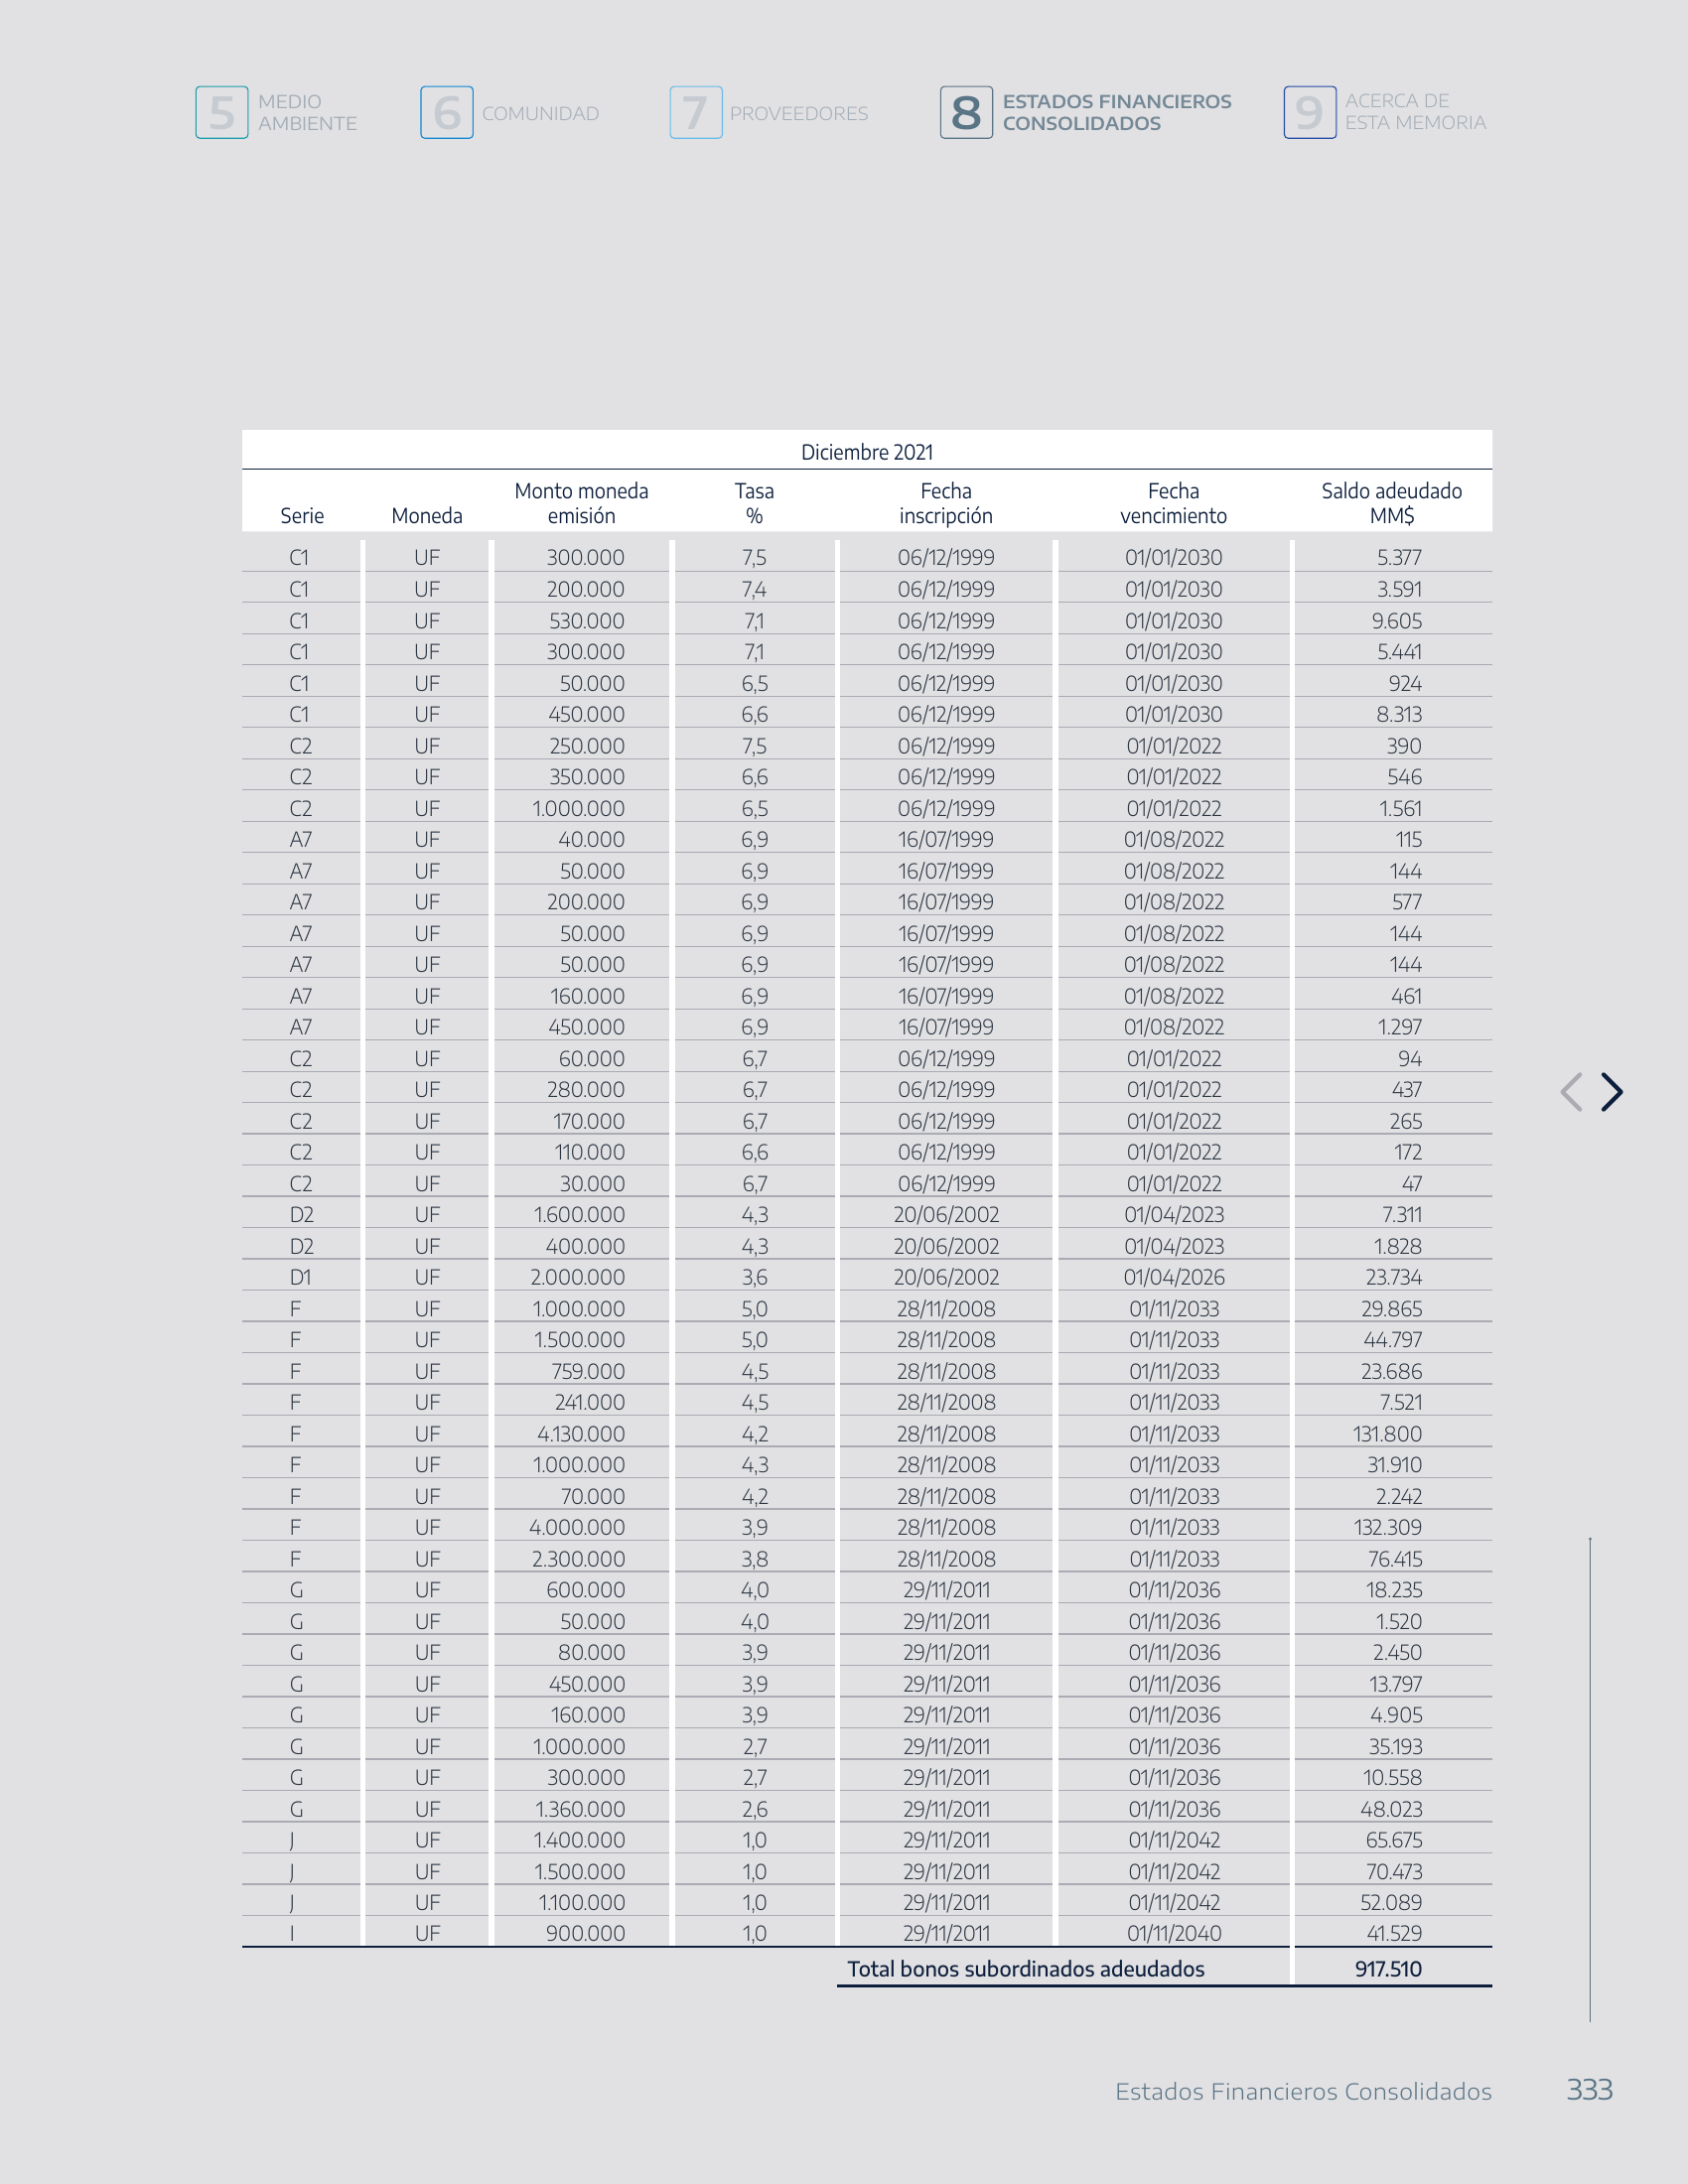 5 MEDIO AMBIENTE
6 COMUNIDAD
7 PROVEEDORES
8 ESTADOS FINANCIEROS CONSOLIDADOS
9 ACERCA DE ESTA MEMORIA
Diciembre 2021
Serie Moneda Monto moneda emisión Tasa % Fecha inscripción Fecha vencimiento Saldo adeudado MM$
C1 UF 300.000 7,5 06/12/1999 01/01/2030 5.377
C1 UF 200.000 7,4 06/12/1999 01/01/2030 3.591
C1 UF 530.000 7,1 06/12/1999 01/01/2030 9.605
C1 UF 300.000 7,1 06/12/1999 01/01/2030 5.441
C1 UF 50.000 6,5 06/12/1999 01/01/2030 924
C1 UF 450.000 6,6 06/12/1999 01/01/2030 8.313
C2 UF 250.000 7,5 06/12/1999 01/01/2022 390
C2 UF 350.000 6,6 06/12/1999 01/01/2022 546
C2 UF 1.000.000 6,5 06/12/1999 01/01/2022 1.561
A7 UF 40.000 6,9 16/07/1999 01/08/2022 115
A7 UF 50.000 6,9 16/07/1999 01/08/2022 144
A7 UF 200.000 6,9 16/07/1999 01/08/2022 577
A7 UF 50.000 6,9 16/07/1999 01/08/2022 144
A7 UF 50.000 6,9 16/07/1999 01/08/2022 144
A7 UF 160.000 6,9 16/07/1999 01/08/2022 461
A7 UF 450.000 6,9 16/07/1999 01/08/2022 1.297
C2 UF 60.000 6,7 06/12/1999 01/01/2022 94
C2 UF 280.000 6,7 06/12/1999 01/01/2022 437
C2 UF 170.000 6,7 06/12/1999 01/01/2022 265
C2 UF 110.000 6,6 06/12/1999 01/01/2022 172
C2 UF 30.000 6,7 06/12/1999 01/01/2022 47
D2 UF 1.600.000 4,3 20/06/2002 01/04/2023 7.311
D2 UF 400.000 4,3 20/06/2002 01/04/2023 1.828
D1 UF 2.000.000 3,6 20/06/2002 01/04/2026 23.734
F UF 1.000.000 5,0 28/11/2008 01/11/2033 29.865
F UF 1.500.000 5,0 28/11/2008 01/11/2033 44.797
F UF 759.000 4,5 28/11/2008 01/11/2033 23.686
F UF 241.000 4,5 28/11/2008 01/11/2033 7.521
F UF 4.130.000 4,2 28/11/2008 01/11/2033 131.800
F UF 1.000.000 4,3 28/11/2008 01/11/2033 31.910
F UF 70.000 4,2 28/11/2008 01/11/2033 2.242
F UF 4.000.000 3,9 28/11/2008 01/11/2033 132.309
F UF 2.300.000 3,8 28/11/2008 01/11/2033 76.415
G UF 600.000 4,0 29/11/2011 01/11/2036 18.235
G UF 50.000 4,0 29/11/2011 01/11/2036 1.520
G UF 80.000 3,9 29/11/2011 01/11/2036 2.450
G UF 450.000 3,9 29/11/2011 01/11/2036 13.797
G UF 160.000 3,9 29/11/2011 01/11/2036 4.905
G UF 1.000.000 2,7 29/11/2011 01/11/2036 35.193
G UF 300.000 2,7 29/11/2011 01/11/2036 10.558
G UF 1.360.000 2,6 29/11/2011 01/11/2036 48.023
J UF 1.400.000 1,0 29/11/2011 01/11/2042 65.675
J UF 1.500.000 1,0 29/11/2011 01/11/2042 70.473
J UF 1.100.000 1,0 29/11/2011 01/11/2042 52.089
I UF 900.000 1,0 29/11/2011 01/11/2040 41.529
Total bonos subordinados adeudados 917.510
Estados Financieros Consolidados 333